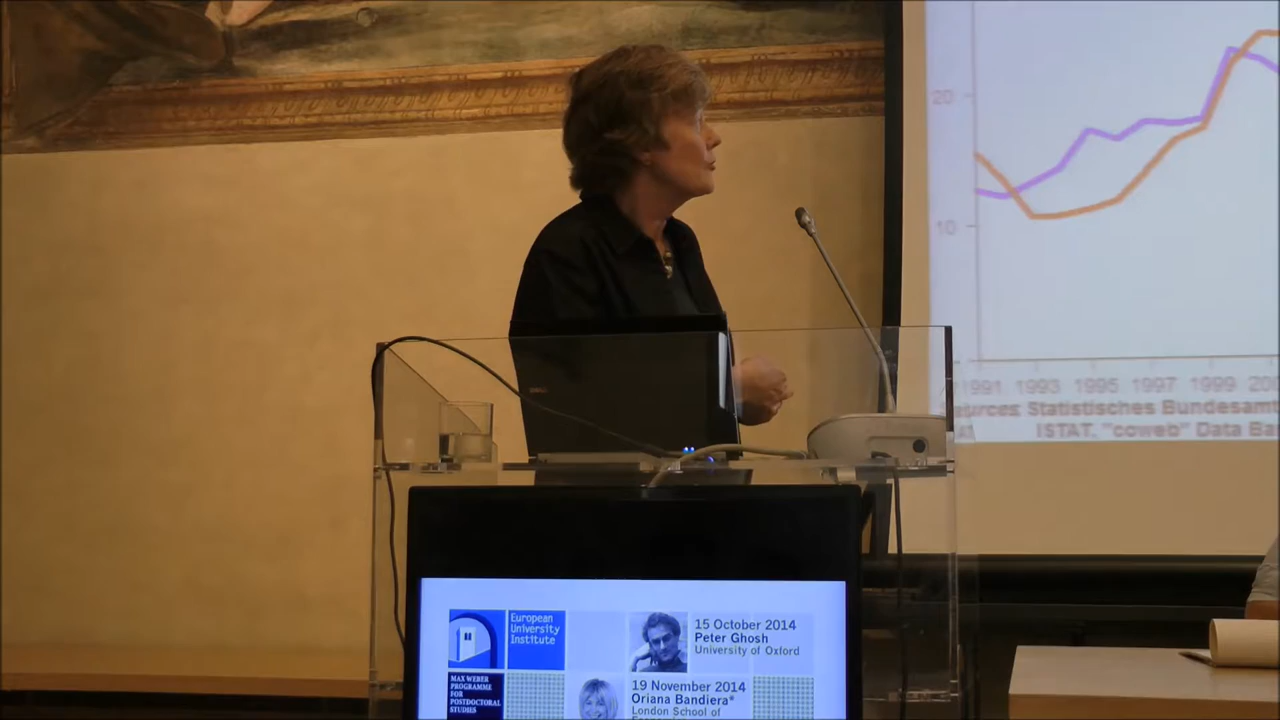 20
10
1991 1993 1995 1997 1999
Statistisches Bundesamt
ISTAT, "coweb" Data Ba
European
University
Institute
15 October 2014
Peter Ghosh
University of Oxford
MAX WEBER
PROGRAMME
FOR
POSTDOCTORAL
STUDIES
19 November 2014
Oriana Bandiera*
London School of